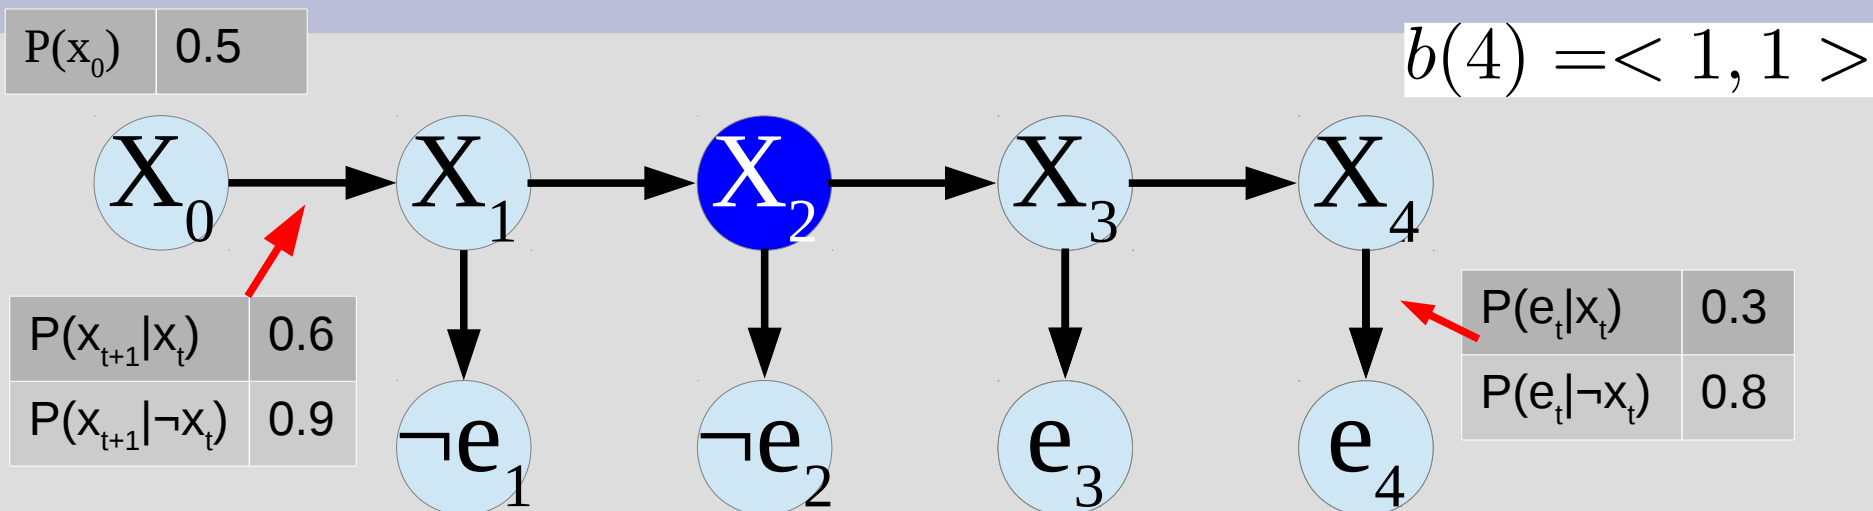 P(x₀) 0.5
b(4) =< 1, 1 >
X₀ X₁ X₂ X₃ X₄
P(xₜ₊₁|xₜ) 0.6
P(xₜ₊₁|¬xₜ) 0.9
P(eₜ|xₜ) 0.3
P(eₜ|¬xₜ) 0.8
¬e₁ ¬e₂ e₃ e₄